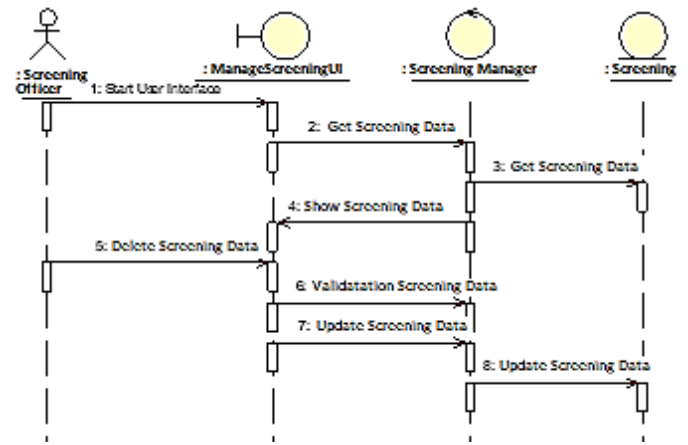 : Screening
Officer
: ManageScreeningUI
: Screening Manager
: Screening
1: Start User Interface
2: Get Screening Data
3: Get Screening Data
4: Show Screening Data
5: Delete Screening Data
6: Validatation Screening Data
7: Update Screening Data
8: Update Screening Data